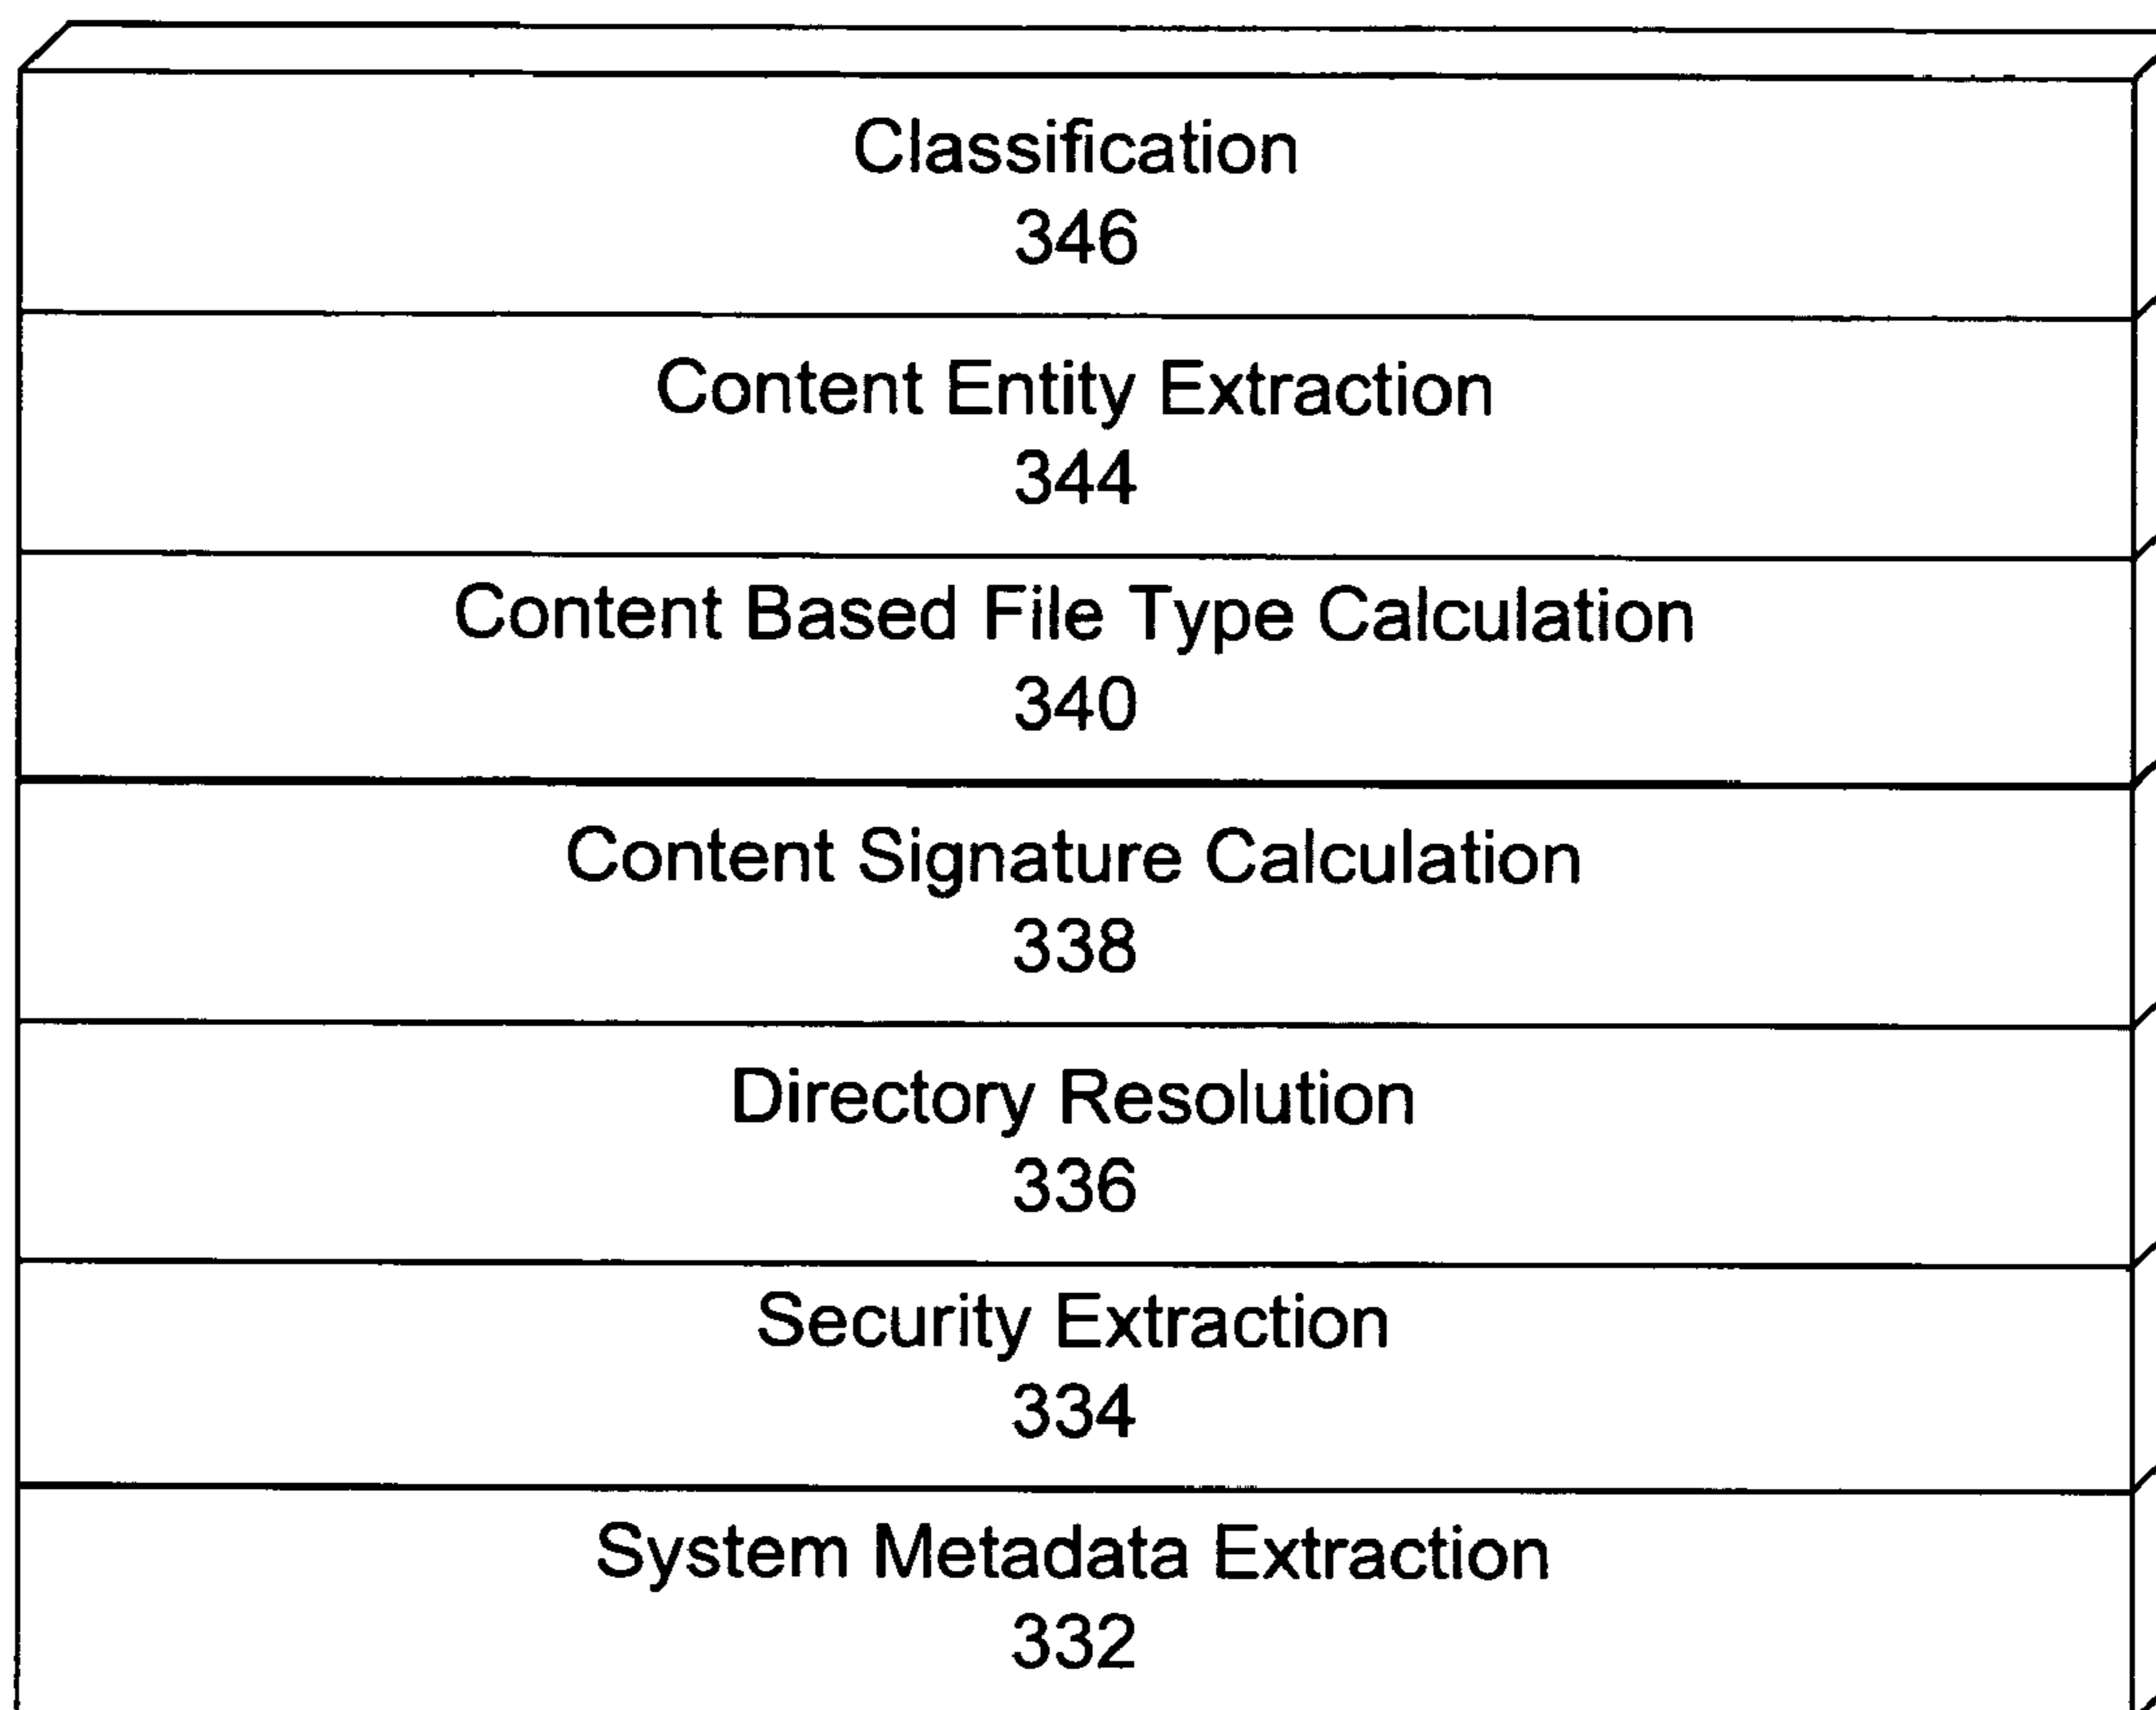 Classification
346
Content Entity Extraction
344
Content Based File Type Calculation
340
Content Signature Calculation
338
Directory Resolution
336
Security Extraction
334
System Metadata Extraction
332